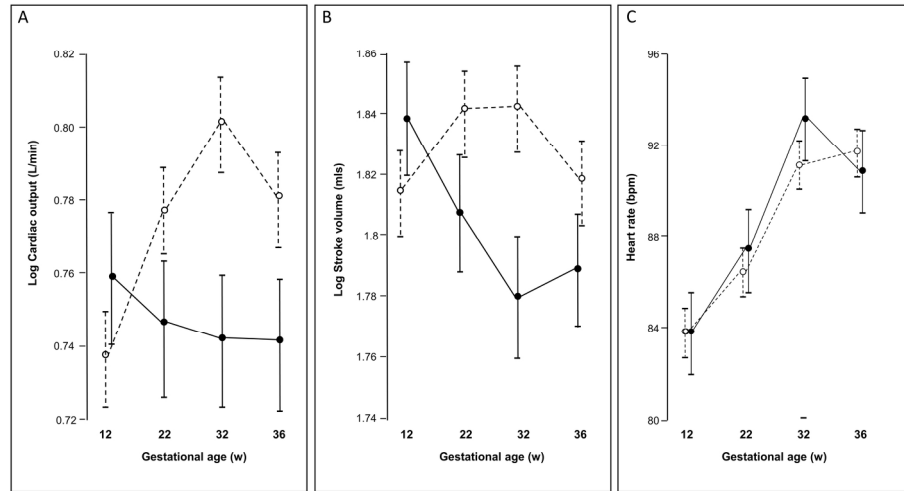 A
Log Cardiac output (L/min)
0.82
0.80
0.78
0.76
0.74
0.72
12 22 32 36
Gestational age (w)
B
Log Stroke volume (mls)
1.86
1.84
1.82
1.8
1.78
1.76
1.74
12 22 32 36
Gestational age (w)
C
Heart rate (bpm)
96
92
88
84
80
12 22 32 36
Gestational age (w)